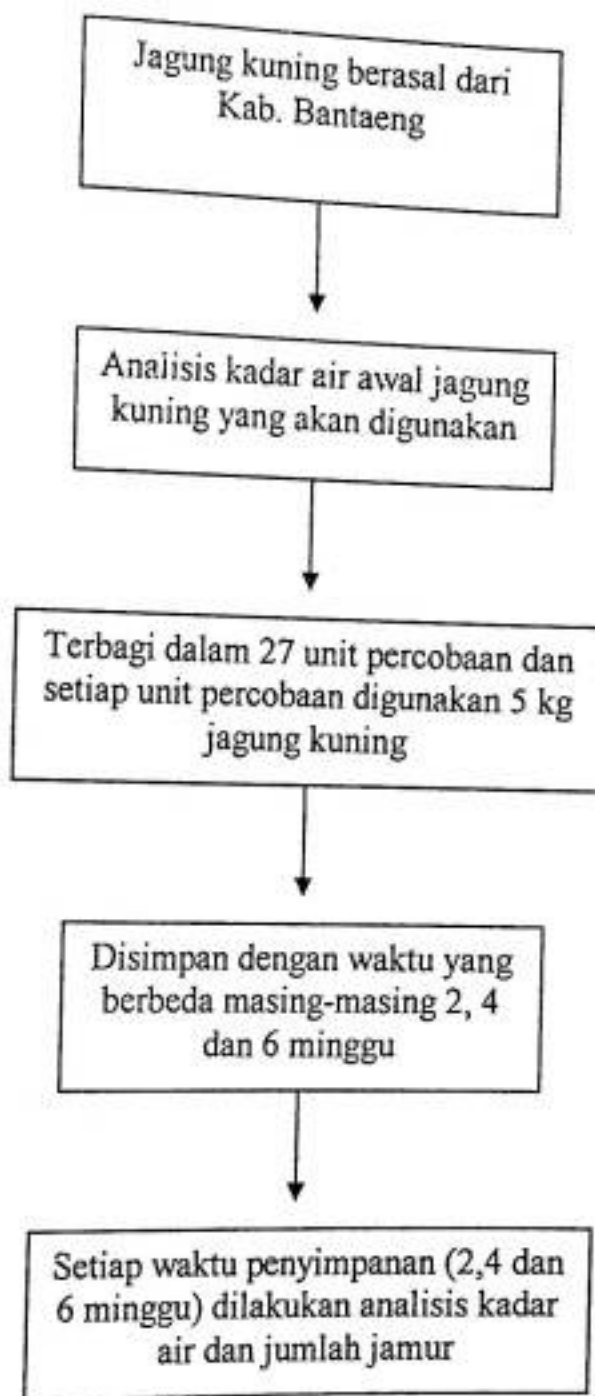 Jagung kuning berasal dari
Kab. Bantaeng
Analisis kadar air awal jagung
kuning yang akan digunakan
Terbagi dalam 27 unit percobaan dan
setiap unit percobaan digunakan 5 kg
jagung kuning
Disimpan dengan waktu yang
berbeda masing-masing 2, 4
dan 6 minggu
Setiap waktu penyimpanan (2,4 dan
6 minggu) dilakukan analisis kadar
air dan jumlah jamur